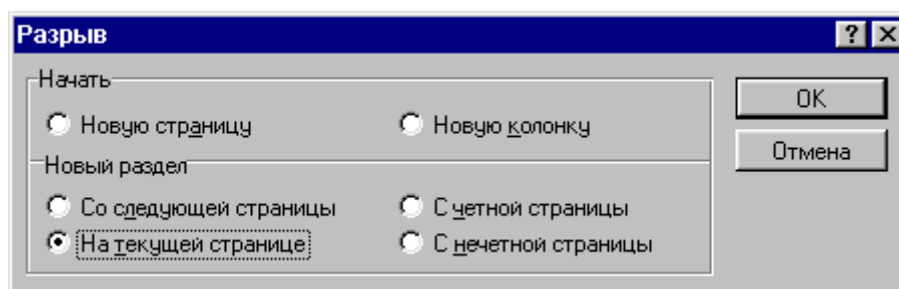 Разрыв
Начать
Новую страницу Новую колонку
OK
Новый раздел
Отмена
Со следующей страницы С четной страницы
На текущей странице С нечетной страницы